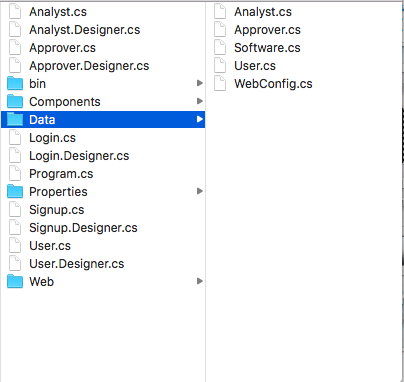 Analyst.cs
Analyst.Designer.cs
Approver.cs
Approver.Designer.cs
bin
Components
Data
Login.cs
Login.Designer.cs
Program.cs
Properties
Signup.cs
Signup.Designer.cs
User.cs
User.Designer.cs
Web
Analyst.cs
Approver.cs
Software.cs
User.cs
WebConfig.cs